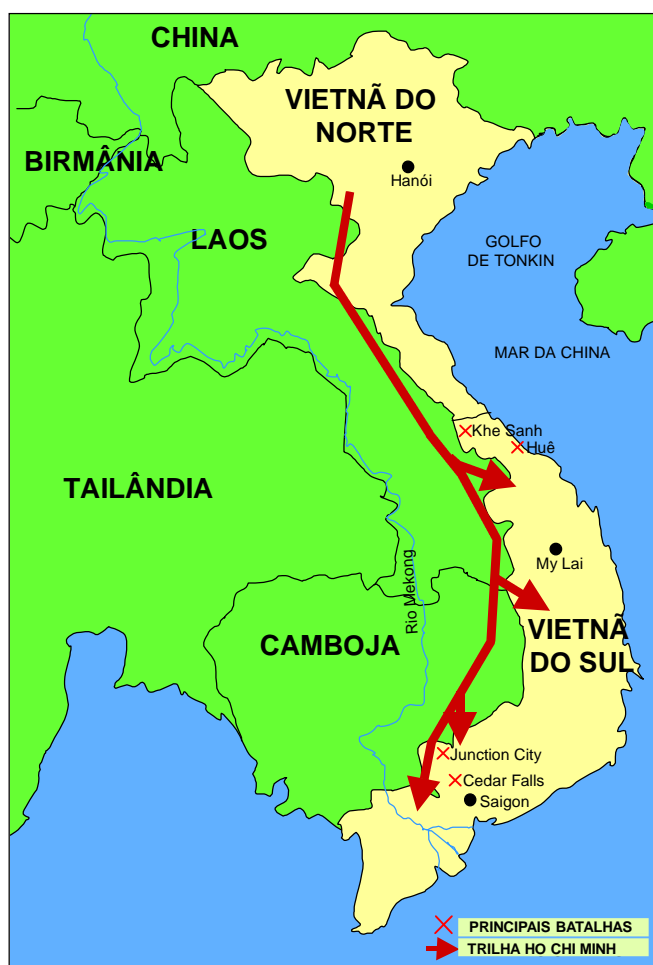 CHINA
VIETNÃ DO
NORTE
BIRMÂNIA
Hanói
LAOS
GOLFO
DE TONKIN
MAR DA CHINA
Khe Sanh
Huê
TAILÂNDIA
My Lai
Rio Mekong
VIETNÃ
DO SUL
CAMBOJA
Junction City
Cedar Falls
Saigon
PRINCIPAIS BATALHAS
TRILHA HO CHI MINH